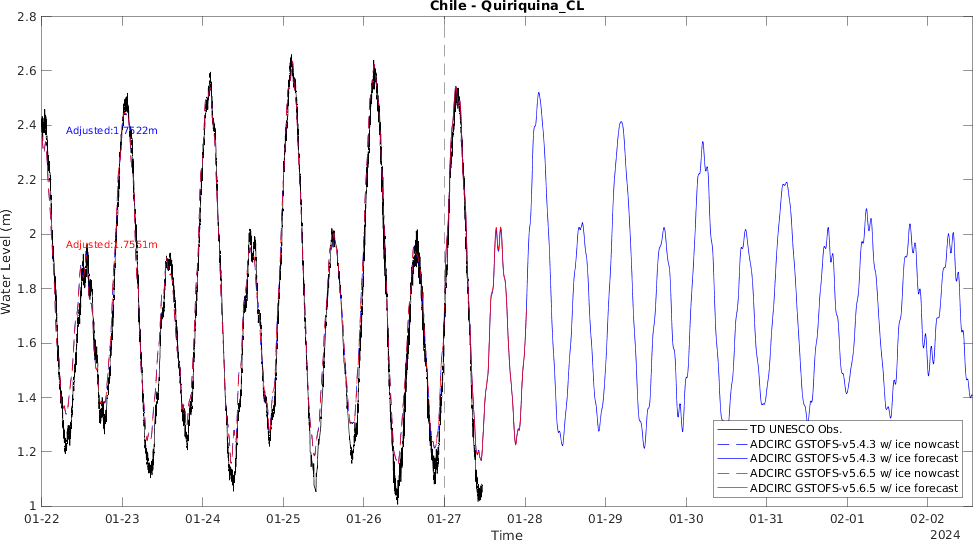 Chile - Quiriquina_CL
2.8
2.6
2.4
2.2
2
1.8
1.6
1.4
1.2
1
Water Level (m)
Adjusted:1.7522m
Adjusted:1.7551m
TD UNESCO Obs.
ADCIRC GSTOFS-v5.4.3 w/ ice nowcast
ADCIRC GSTOFS-v5.4.3 w/ ice forecast
ADCIRC GSTOFS-v5.6.5 w/ ice nowcast
ADCIRC GSTOFS-v5.6.5 w/ ice forecast
01-22 01-23 01-24 01-25 01-26 01-27 01-28 01-29 01-30 01-31 02-01 02-02
Time
2024